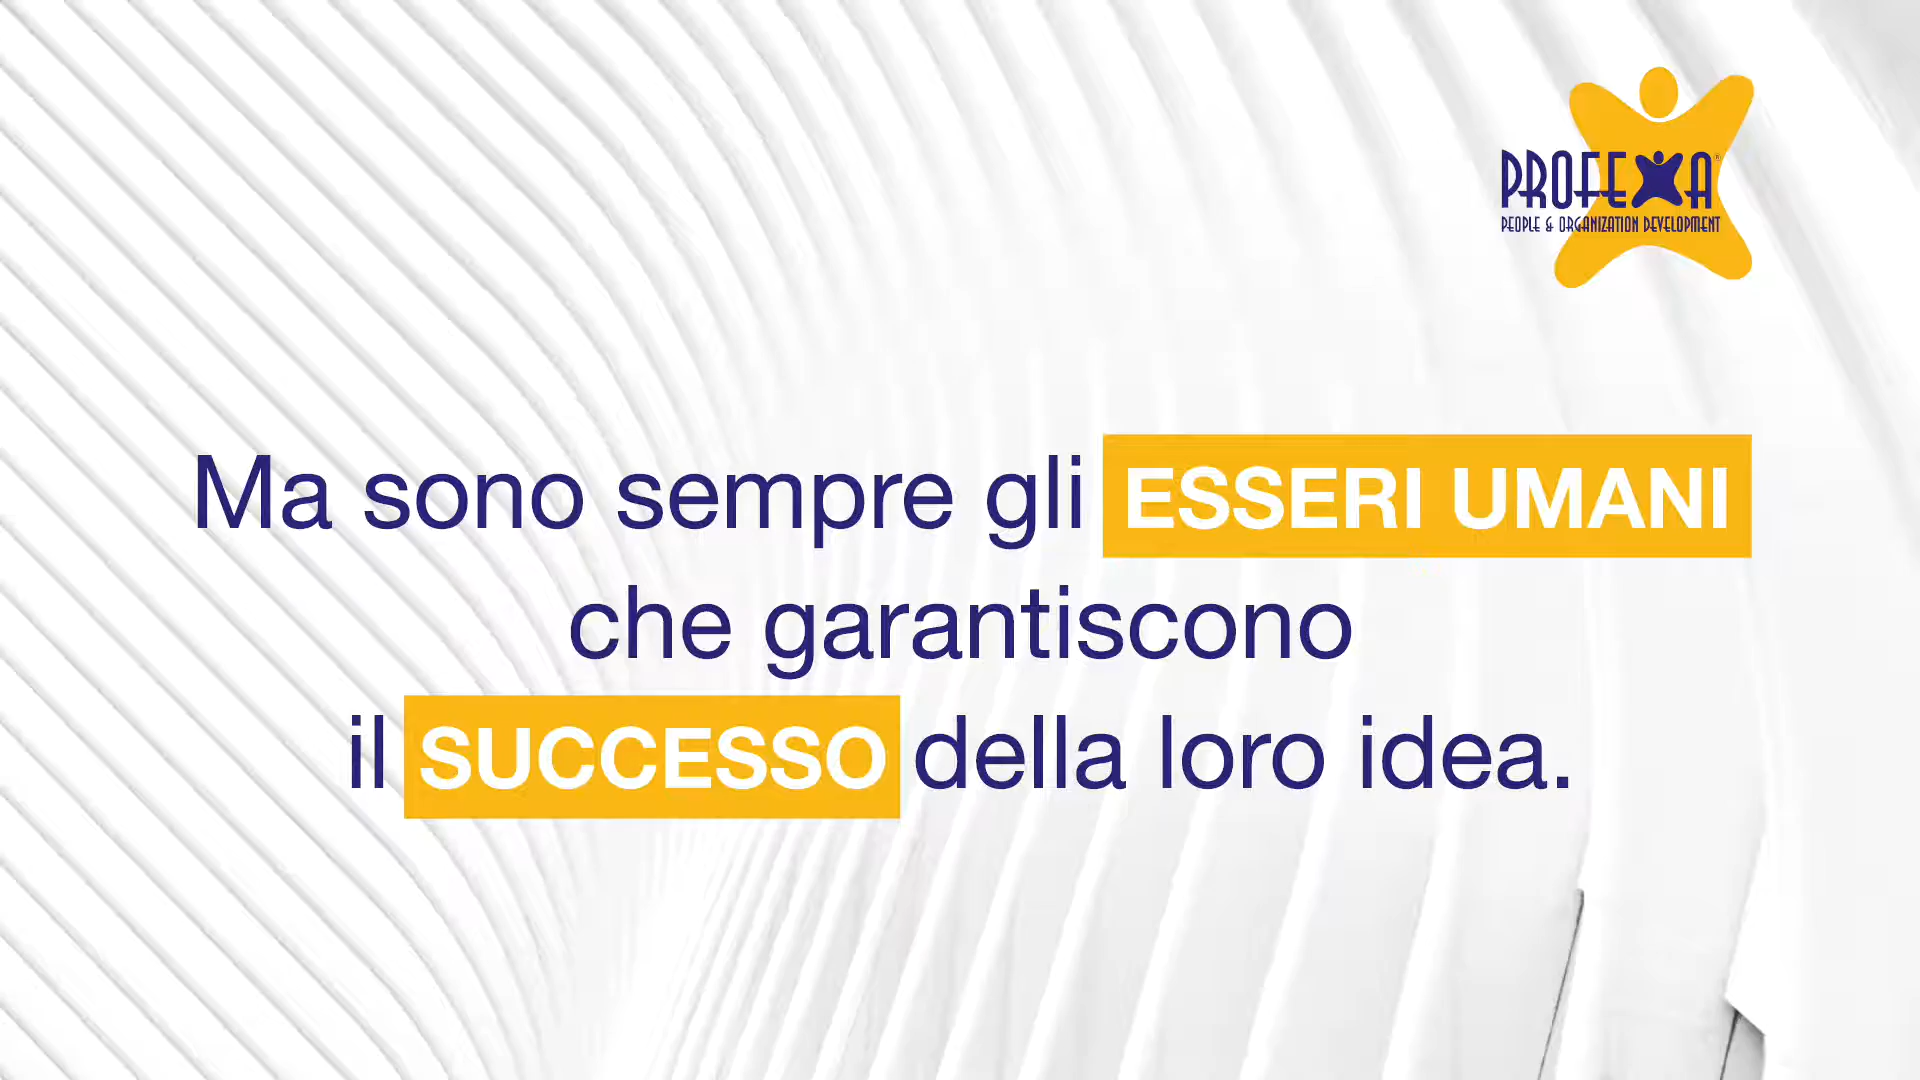 PROFEXA®
PEOPLE & ORGANIZATION DEVELOPMENT
Ma sono sempre gli ESSERI UMANI
che garantiscono
il SUCCESSO della loro idea.